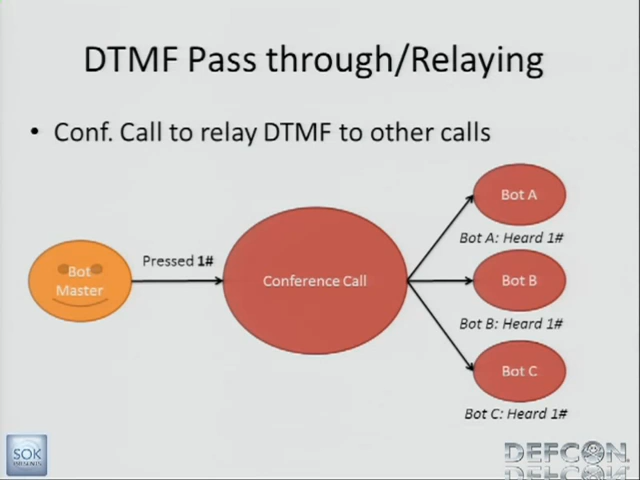 DTMF Pass through/Relaying
• Conf. Call to relay DTMF to other calls
Bot A
Bot A: Heard 1#
Pressed 1#
Bot
Master
Conference Call
Bot B
Bot B: Heard 1#
Bot C
Bot C: Heard 1#
SOK
DEFCON